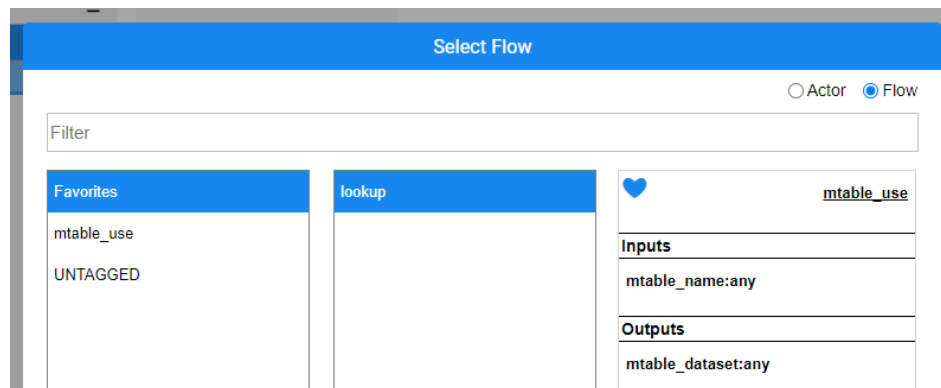 Select Flow
Actor Flow
Filter
Favorites
mtable_use
UNTAGGED
lookup
mtable_use
Inputs
mtable_name:any
Outputs
mtable_dataset:any